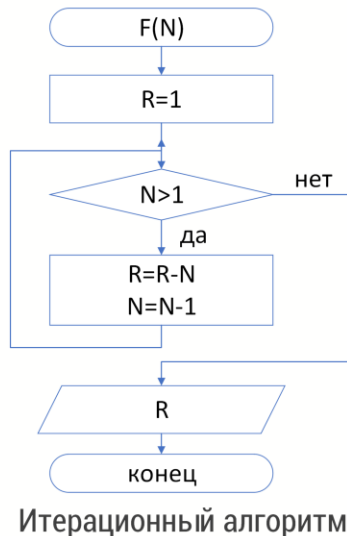 F(N)
R=1
N>1
нет
да
R=R-N
N=N-1
R
конец
Итерационный алгоритм